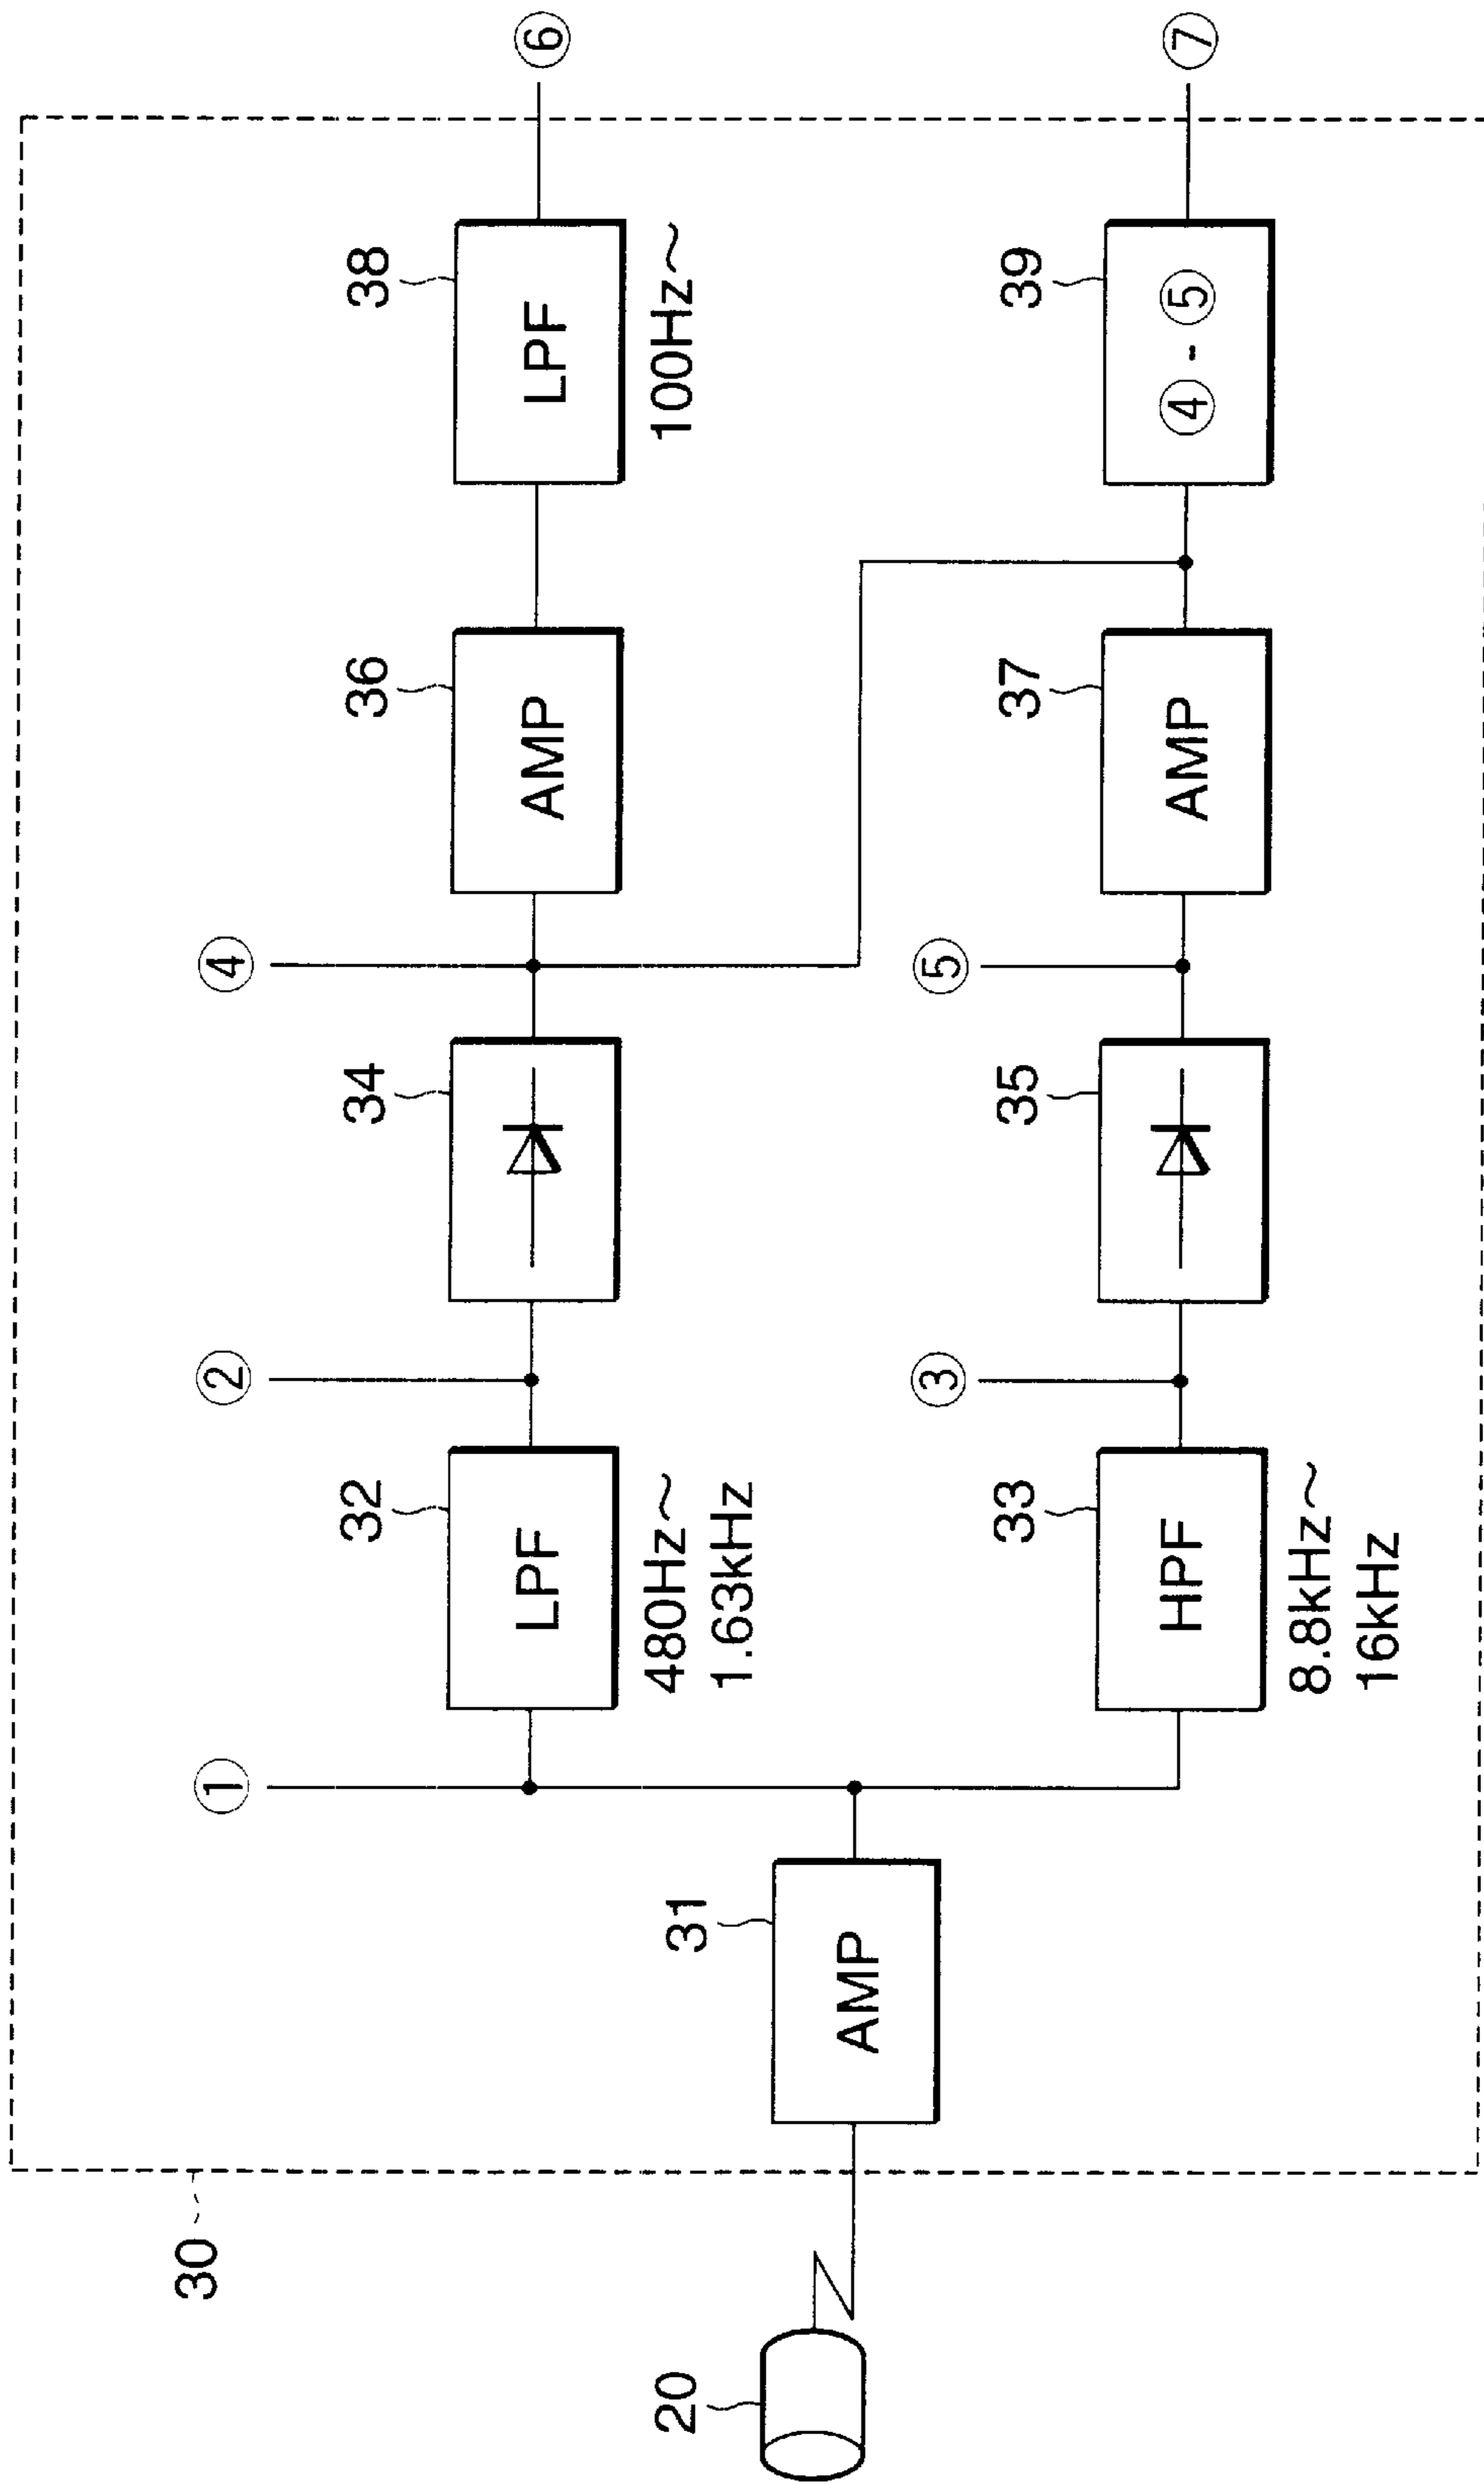 30
20
31
AMP
①
32
LPF
480Hz～
1.63kHz
②
34
④
36
AMP
38
LPF
100Hz～
⑥
33
HPF
8.8kHz～
16kHz
③
35
⑤
37
AMP
39
④ - ⑤
⑦